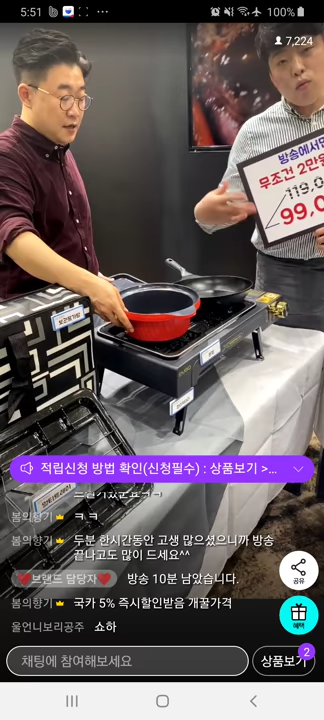 5:51
100%
7,224
방송에서만
무조건 2만원
119,0
99,0
보온용기함
적립신청 방법 확인(신청필수) : 상품보기 >...
봄의향기 ㅋㅋ
봄의향기 두분 한시간동안 고생 많으셨으니까 방송
끝나고도 많이 드세요^^
브랜드 담당자 방송 10분 남았습니다.
봄의향기 국카 5% 즉시할인받음 개꿀가격
울언니보리공주 쇼하
공유
혜택
채팅에 참여해보세요
상품보기
2